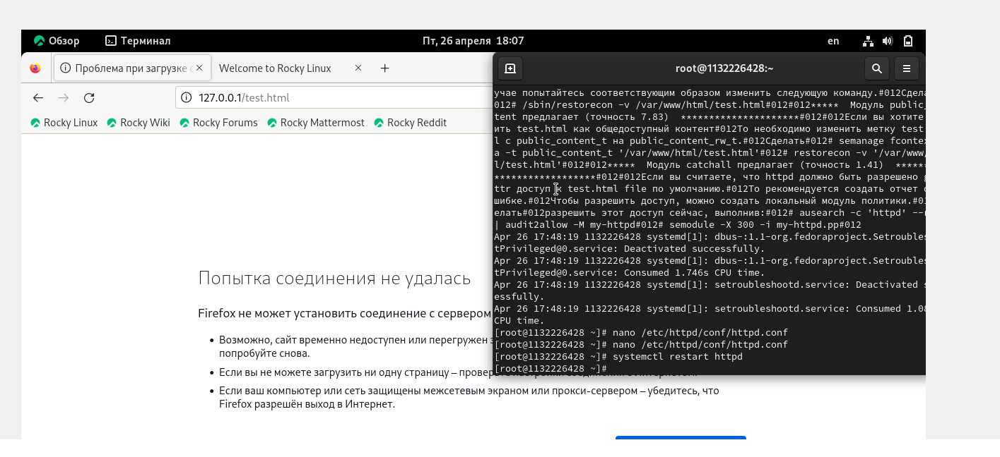 Обзор Терминал Пт, 26 апреля 18:07 en
Проблема при загрузке с × Welcome to Rocky Linux × +
127.0.0.1/test.html
Rocky Linux Rocky Wiki Rocky Forums Rocky Mattermost Rocky Reddit
Попытка соединения не удалась
Firefox не может установить соединение с сервером
• Возможно, сайт временно недоступен или перегружен
попробуйте снова.
• Если вы не можете загрузить ни одну страницу – провер
• Если ваш компьютер или сеть защищены межсетевым экраном или прокси-сервером – убедитесь, что
Firefox разрешён выход в Интернет.
root@1132226428:~
учае попытайтесь соответствующим образом изменить следующую команду.#012Сдела
012# /sbin/restorecon -v /var/www/html/test.html#012#012***** Модуль public_
tent предлагает (точность 7.83) *********************#012#012Если вы хотите
ить test.html как общедоступный контент#012То необходимо изменить метку test
l с public_content_t на public_content_rw_t.#012Сделать#012# semanage fcontex
a -t public_content_t '/var/www/html/test.html'#012# restorecon -v '/var/www/
l/test.html'#012#012***** Модуль catchall предлагает (точность 1.41) ******
******************#012#012Если вы считаете, что httpd должно быть разрешено g
ttr доступ к test.html file по умолчанию.#012То рекомендуется создать отчет о
шибке.#012Чтобы разрешить доступ, можно создать локальный модуль политики.#01
елать#012разрешить этот доступ сейчас, выполнив:#012# ausearch -c 'httpd' --r
| audit2allow -M my-httpd#012# semodule -X 300 -i my-httpd.pp#012
Apr 26 17:48:19 1132226428 systemd[1]: dbus-:1.1-org.fedoraproject.Setroubles
tPrivileged@0.service: Deactivated successfully.
Apr 26 17:48:19 1132226428 systemd[1]: dbus-:1.1-org.fedoraproject.Setroubles
tPrivileged@0.service: Consumed 1.746s CPU time.
Apr 26 17:48:19 1132226428 systemd[1]: setroubleshootd.service: Deactivated s
essfully.
Apr 26 17:48:19 1132226428 systemd[1]: setroubleshootd.service: Consumed 1.08
CPU time.
[root@1132226428 ~]# nano /etc/httpd/conf/httpd.conf
[root@1132226428 ~]# nano /etc/httpd/conf/httpd.conf
[root@1132226428 ~]# systemctl restart httpd
[root@1132226428 ~]#